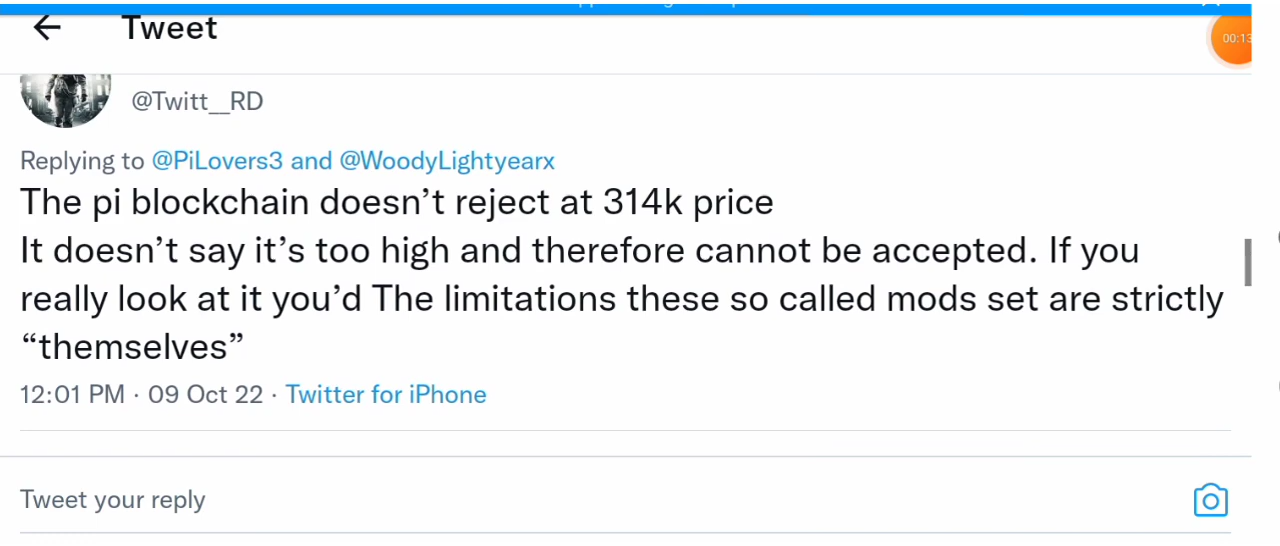 Tweet
00:13
@Twitt__RD
Replying to @PiLovers3 and @WoodyLightyearx
The pi blockchain doesn’t reject at 314k price
It doesn’t say it’s too high and therefore cannot be accepted. If you
really look at it you’d The limitations these so called mods set are strictly
“themselves”
12:01 PM · 09 Oct 22 · Twitter for iPhone
Tweet your reply